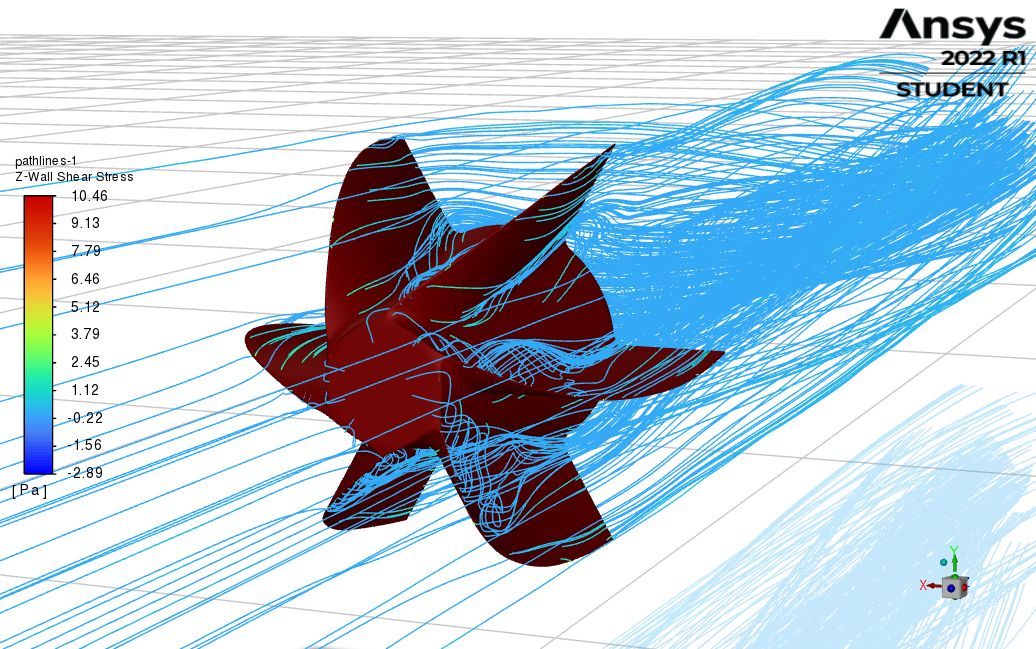 Ansys
2022 R1
STUDENT
pathlines-1
Z-Wall Shear Stress
10.46
9.13
7.79
6.46
5.12
3.79
2.45
1.12
-0.22
-1.56
-2.89
[ Pa ]
Y
X